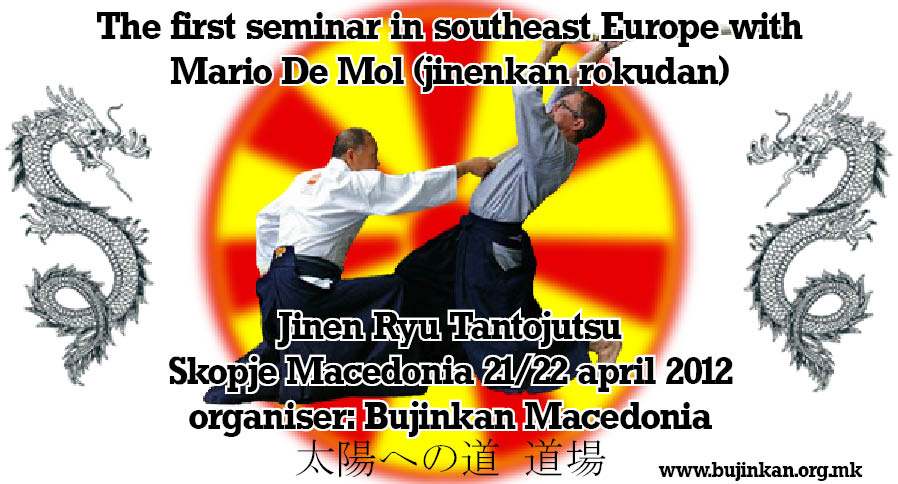 The first seminar in southeast Europe with
Mario De Mol (jinenkan rokudan)
Jinen Ryu Tantojutsu
Skopje Macedonia 21/22 april 2012
organiser: Bujinkan Macedonia
太陽への道 道場
www.bujinkan.org.mk